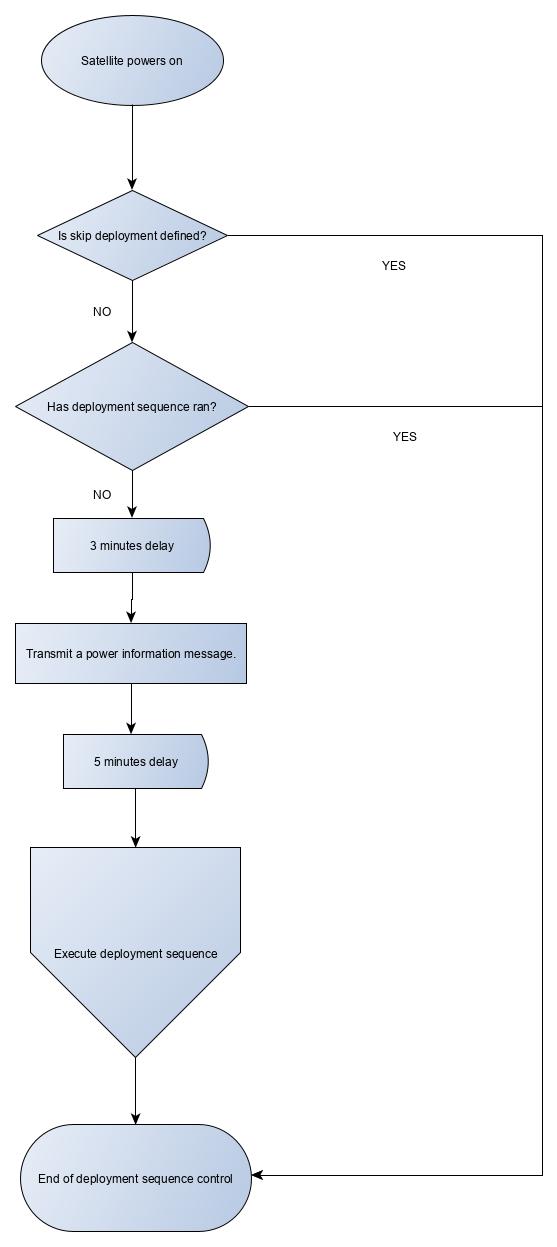 Satellite powers on
Is skip deployment defined?
YES
NO
Has deployment sequence ran?
YES
NO
3 minutes delay
Transmit a power information message.
5 minutes delay
Execute deployment sequence
End of deployment sequence control